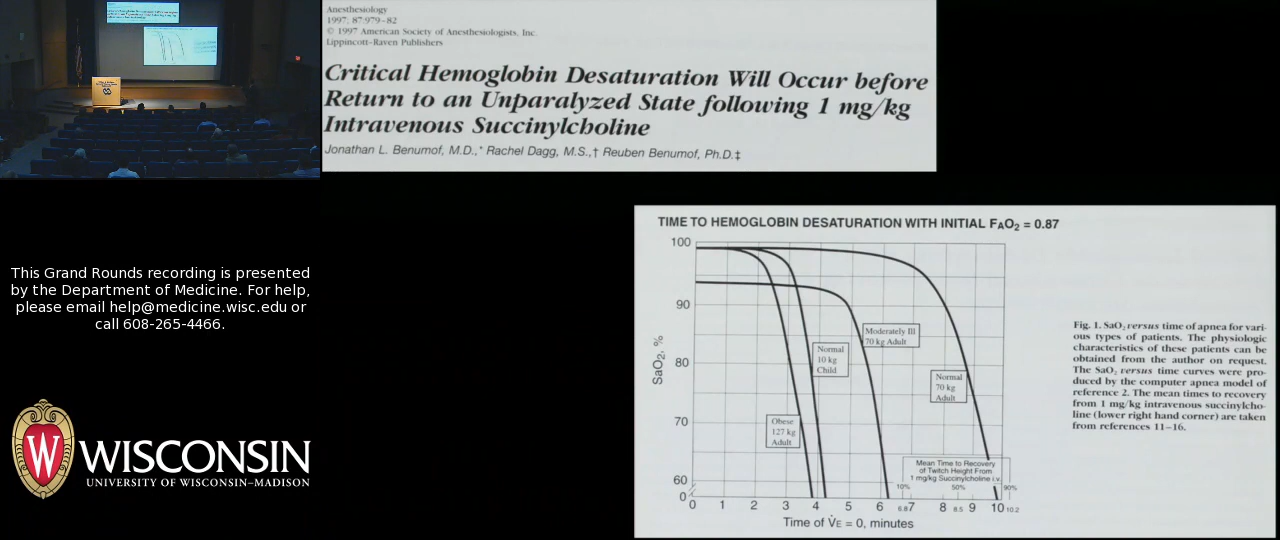 Anesthesiology
1997; 87:979–82
© 1997 American Society of Anesthesiologists, Inc.
Lippincott–Raven Publishers
Critical Hemoglobin Desaturation Will Occur before
Return to an Unparalyzed State following 1 mg/kg
Intravenous Succinylcholine
Jonathan L. Benumof, M.D.,* Rachel Dagg, M.S.,† Reuben Benumof, Ph.D.‡
This Grand Rounds recording is presented
by the Department of Medicine. For help,
please email help@medicine.wisc.edu or
call 608-265-4466.
W
WISCONSIN
UNIVERSITY OF WISCONSIN–MADISON
TIME TO HEMOGLOBIN DESATURATION WITH INITIAL FAO₂ = 0.87
100
90
80
70
60
0
SaO₂, %
Moderately Ill
70 kg Adult
Normal
10 kg
Child
Normal
70 kg
Adult
Obese
127 kg
Adult
Mean Time to Recovery
of Twitch Height From
1 mg/kg Succinylcholine i.v.
10% 50% 90%
0 1 2 3 4 5 6 6.8 7 8 8.5 9 10 10.2
Time of V̇E = 0, minutes
Fig. 1. SaO₂ versus time of apnea for vari-
ous types of patients. The physiologic
characteristics of these patients can be
obtained from the author on request.
The SaO₂ versus time curves were pro-
duced by the computer apnea model of
reference 2. The mean times to recovery
from 1 mg/kg intravenous succinylcho-
line (lower right hand corner) are taken
from references 11–16.